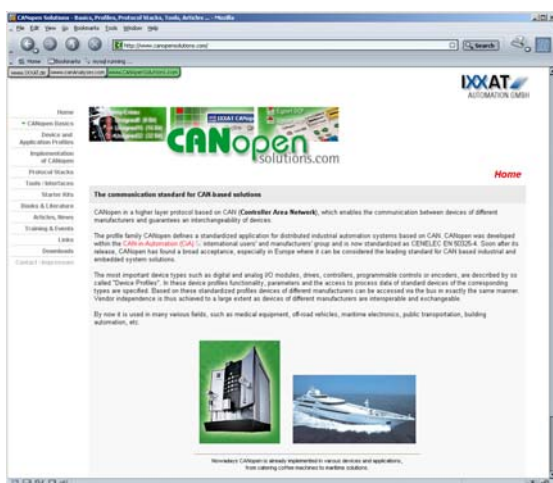 CANopen Solutions - Basics, Profiles, Protocol Stacks, Tools, Articles ... - Mozilla
File Edit View Go Bookmarks Tools Window Help
http://www.canopensolutions.com/
Search
Home Bookmarks
www.IXXAT.de www.canAnalyser.com www.CANopenSolutions.com
IXXAT
AUTOMATION GMBH
CANopen
solutions.com
Home
Home
CANopen Basics
Device and
Application Profiles
Implementation
of CANopen
Protocol Stacks
Tools / Interfaces
Starter Kits
Books & Literature
Articles, News
Training & Events
Links
Downloads
Contact - Impressum
The communication standard for CAN-based solutions
CANopen is a higher layer protocol based on CAN (Controller Area Network), which enables the communication between devices of different
manufacturers and guarantees an interchangeability of devices.
The profile family CANopen defines a standardized application for distributed industrial automation systems based on CAN. CANopen was developed
within the CAN-in-Automation (CiA) international users' and manufacturers' group and is now standardized as CENELEC EN 50325-4. Soon after its
release, CANopen has found a broad acceptance, especially in Europe where it can be considered the leading standard for CAN based industrial and
embedded system solutions.
The most important device types such as digital and analog I/O modules, drives, controllers, programmable controls or encoders, are described by so
called "Device Profiles". In these device profiles functionality, parameters and the access to process data of standard devices of the corresponding
types are specified. Based on these standardized profiles devices of different manufacturers can be accessed via the bus in exactly the same manner.
Vendor independence is thus achieved to a large extent as devices of different manufacturers are interoperable and exchangeable.
By now it is used in many various fields, such as medical equipment, off-road vehicles, maritime electronics, public transportation, building
automation, etc.
Nowadays CANopen is already implemented in various devices and applications,
from catering coffee machines to maritime solutions.